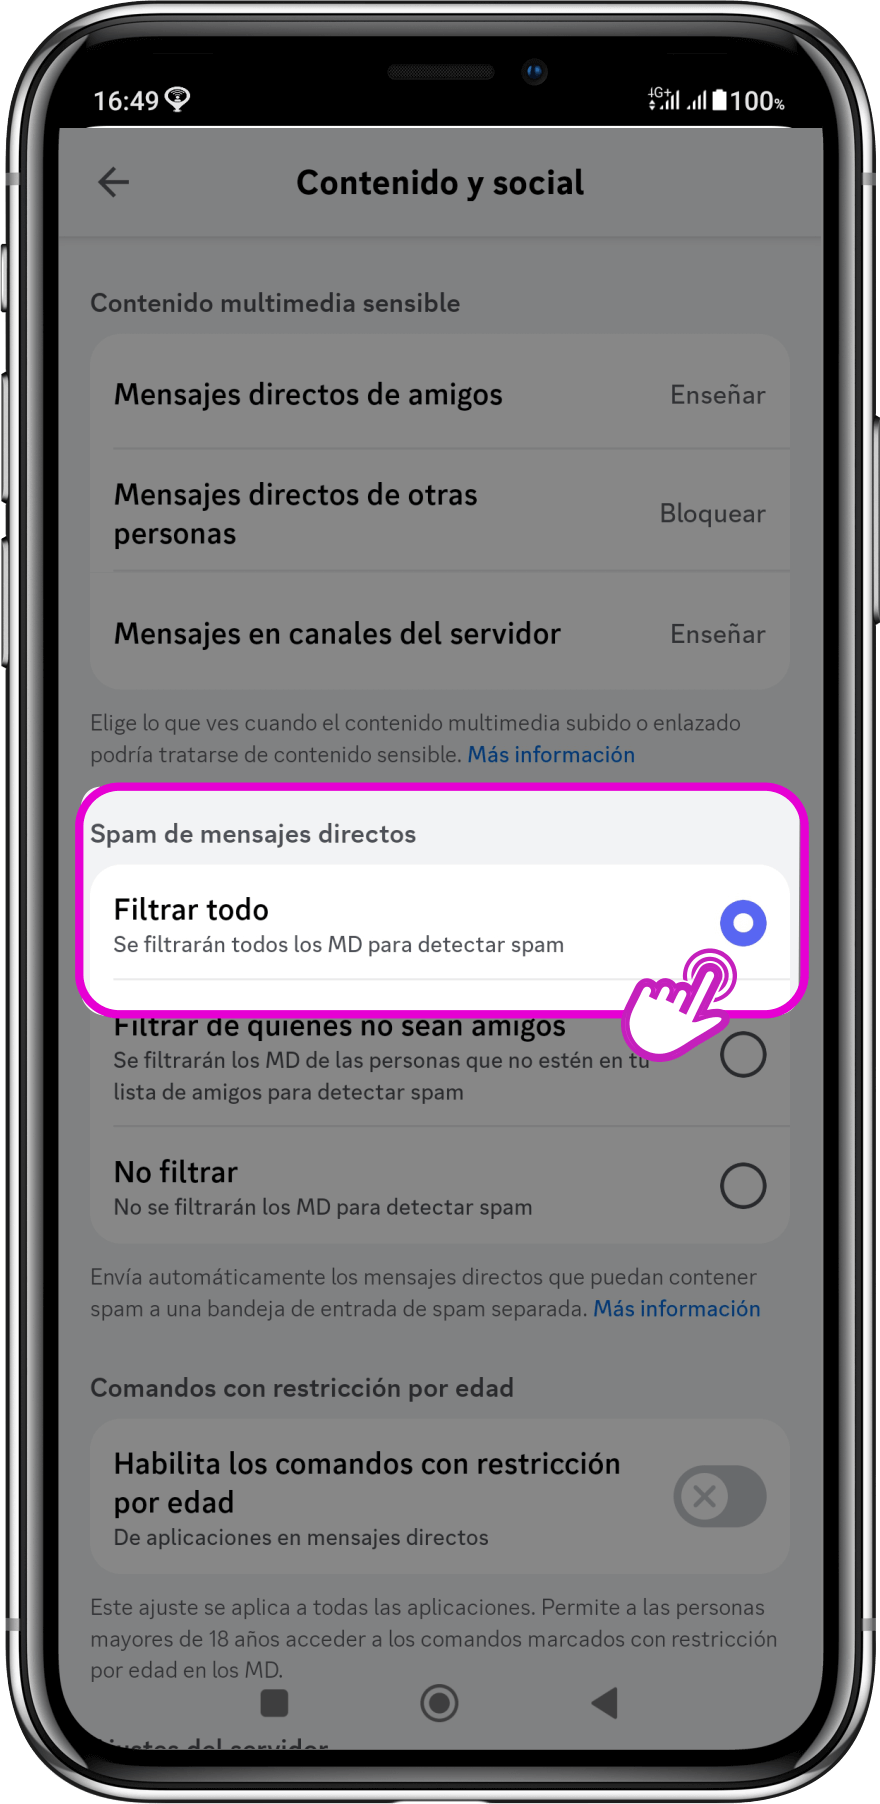 16:49
4G+ 100%
Contenido y social
Contenido multimedia sensible
Mensajes directos de amigos
Enseñar
Mensajes directos de otras
personas
Bloquear
Mensajes en canales del servidor
Enseñar
Elige lo que ves cuando el contenido multimedia subido o enlazado
podría tratarse de contenido sensible. Más información
Spam de mensajes directos
Filtrar todo
Se filtrarán todos los MD para detectar spam
Filtrar de quienes no sean amigos
Se filtrarán los MD de las personas que no estén en tu
lista de amigos para detectar spam
No filtrar
No se filtrarán los MD para detectar spam
Envía automáticamente los mensajes directos que puedan contener
spam a una bandeja de entrada de spam separada. Más información
Comandos con restricción por edad
Habilita los comandos con restricción
por edad
De aplicaciones en mensajes directos
Este ajuste se aplica a todas las aplicaciones. Permite a las personas
mayores de 18 años acceder a los comandos marcados con restricción
por edad en los MD.
Ajustes del servidor